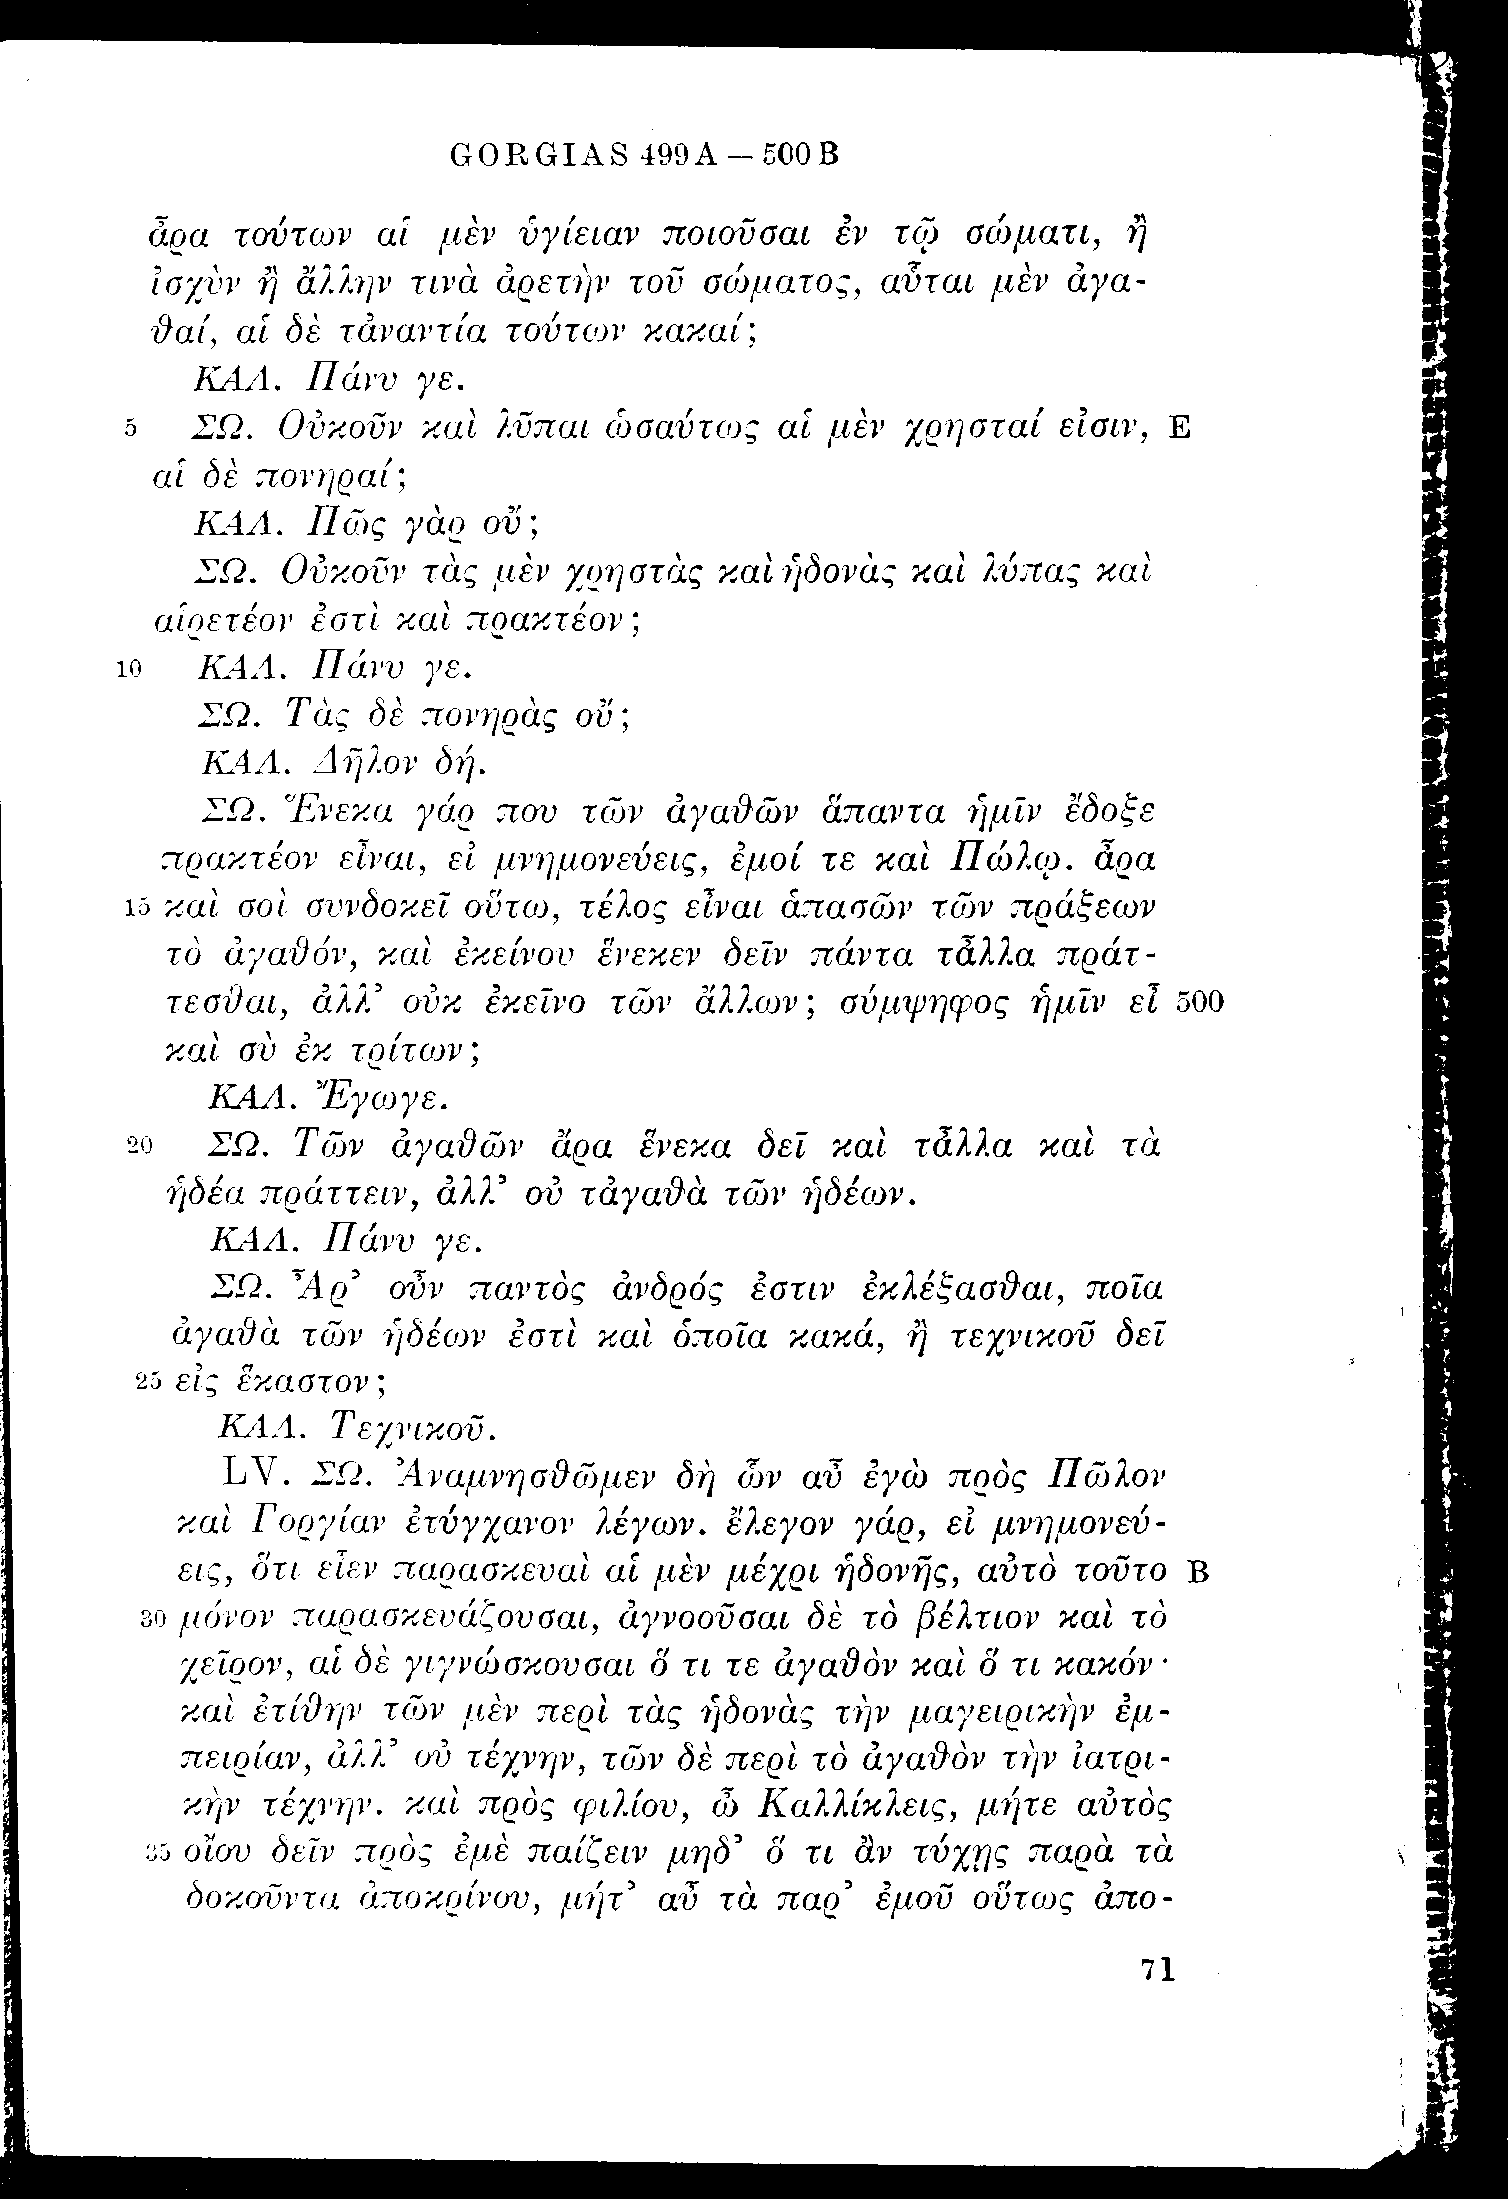 GORGIAS 499A — 500B
ἆρα τούτων αἱ μὲν ὑγίειαν ποιοῦσαι ἐν τῷ σώματι, ἢ
ἰσχὺν ἢ ἄλλην τινὰ ἀρετὴν τοῦ σώματος, αὗται μὲν ἀγα-
θαί, αἱ δὲ τἀναντία τούτων κακαί;
ΚΑΛ. Πάνυ γε.
5 ΣΩ. Οὐκοῦν καὶ λῦπαι ὡσαύτως αἱ μὲν χρησταί εἰσιν, E
αἱ δὲ πονηραί;
ΚΑΛ. Πῶς γὰρ οὔ;
ΣΩ. Οὐκοῦν τὰς μὲν χρηστὰς καὶ ἡδονὰς καὶ λύπας καὶ
αἱρετέον ἐστὶ καὶ πρακτέον;
10 ΚΑΛ. Πάνυ γε.
ΣΩ. Τὰς δὲ πονηρὰς οὔ;
ΚΑΛ. Δῆλον δή.
ΣΩ. Ἕνεκα γάρ που τῶν ἀγαθῶν ἅπαντα ἡμῖν ἔδοξε
πρακτέον εἶναι, εἰ μνημονεύεις, ἐμοί τε καὶ Πώλῳ. ἆρα
15 καὶ σοὶ συνδοκεῖ οὕτω, τέλος εἶναι ἁπασῶν τῶν πράξεων
τὸ ἀγαθόν, καὶ ἐκείνου ἕνεκεν δεῖν πάντα τἆλλα πράτ-
τεσθαι, ἀλλ’ οὐκ ἐκεῖνο τῶν ἄλλων; σύμψηφος ἡμῖν εἶ 500
καὶ σὺ ἐκ τρίτων;
ΚΑΛ. Ἔγωγε.
20 ΣΩ. Τῶν ἀγαθῶν ἄρα ἕνεκα δεῖ καὶ τἆλλα καὶ τὰ
ἡδέα πράττειν, ἀλλ’ οὐ τἀγαθὰ τῶν ἡδέων.
ΚΑΛ. Πάνυ γε.
ΣΩ. Ἆρ’ οὖν παντὸς ἀνδρός ἐστιν ἐκλέξασθαι, ποῖα
ἀγαθὰ τῶν ἡδέων ἐστὶ καὶ ὁποῖα κακά, ἢ τεχνικοῦ δεῖ
25 εἰς ἕκαστον;
ΚΑΛ. Τεχνικοῦ.
LV. ΣΩ. Ἀναμνησθῶμεν δὴ ὧν αὖ ἐγὼ πρὸς Πῶλον
καὶ Γοργίαν ἐτύγχανον λέγων. ἔλεγον γάρ, εἰ μνημονεύ-
εις, ὅτι εἶεν παρασκευαὶ αἱ μὲν μέχρι ἡδονῆς, αὐτὸ τοῦτο B
30 μόνον παρασκευάζουσαι, ἀγνοοῦσαι δὲ τὸ βέλτιον καὶ τὸ
χεῖρον, αἱ δὲ γιγνώσκουσαι ὅ τι τε ἀγαθὸν καὶ ὅ τι κακόν·
καὶ ἐτίθην τῶν μὲν περὶ τὰς ἡδονὰς τὴν μαγειρικὴν ἐμ-
πειρίαν, ἀλλ’ οὐ τέχνην, τῶν δὲ περὶ τὸ ἀγαθὸν τὴν ἰατρι-
κὴν τέχνην. καὶ πρὸς φιλίου, ὦ Καλλίκλεις, μήτε αὐτὸς
35 οἴου δεῖν πρὸς ἐμὲ παίζειν μηδ’ ὅ τι ἂν τύχῃς παρὰ τὰ
δοκοῦντα ἀποκρίνου, μήτ’ αὖ τὰ παρ’ ἐμοῦ οὕτως ἀπο-
71